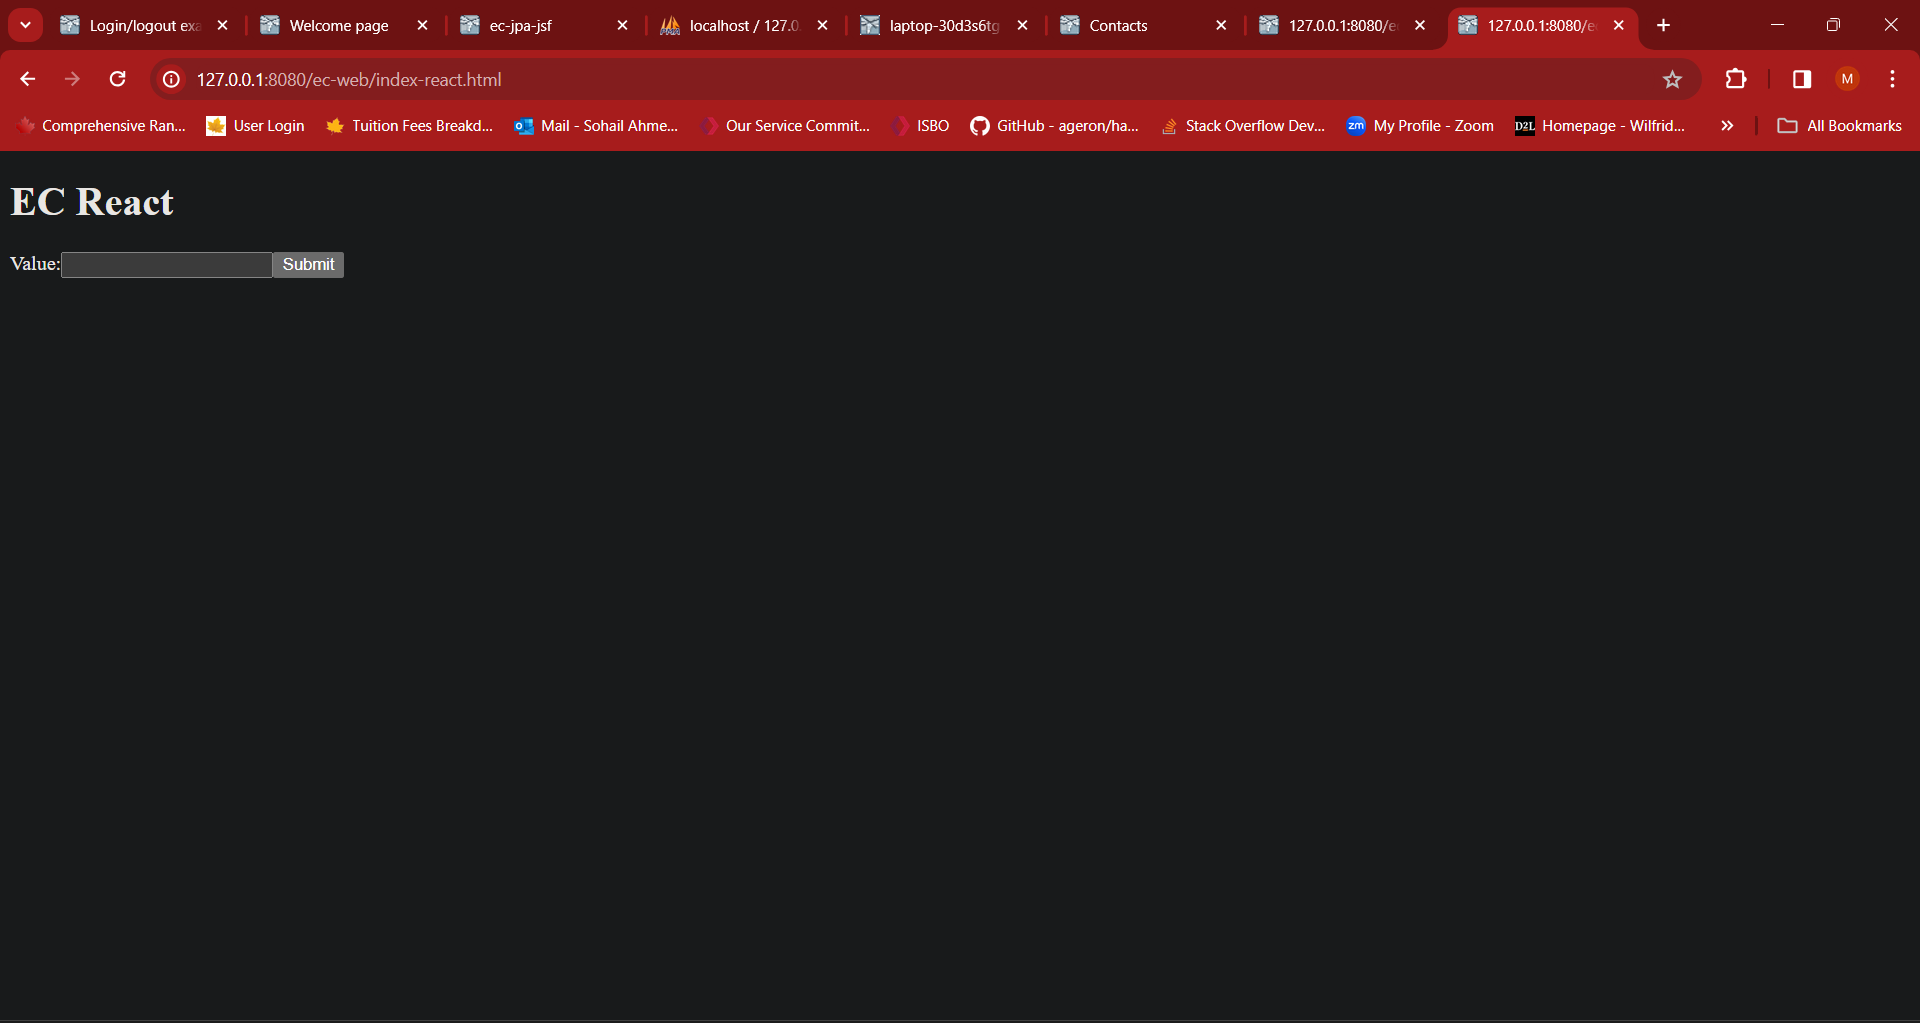 Login/logout exa
Welcome page
ec-jpa-jsf
localhost / 127.0.
laptop-30d3s6tg
Contacts
127.0.0.1:8080/e
127.0.0.1:8080/e
127.0.0.1:8080/ec-web/index-react.html
M
Comprehensive Ran...
User Login
Tuition Fees Breakd...
Mail - Sohail Ahme...
Our Service Commit...
ISBO
GitHub - ageron/ha...
Stack Overflow Dev...
zm
My Profile - Zoom
D2L
Homepage - Wilfrid...
All Bookmarks
EC React
Value:
Submit